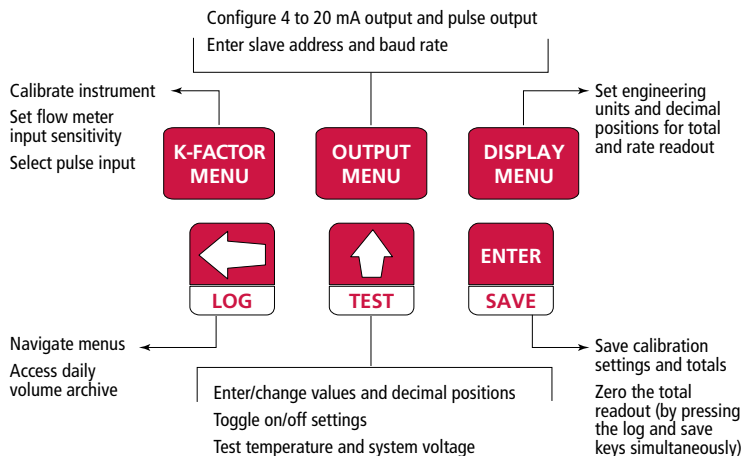 Configure 4 to 20 mA output and pulse output
Enter slave address and baud rate
Calibrate instrument
Set flow meter
input sensitivity
Select pulse input
Set engineering
units and decimal
positions for total
and rate readout
K-FACTOR
MENU
OUTPUT
MENU
DISPLAY
MENU
ENTER
LOG
TEST
SAVE
Navigate menus
Access daily
volume archive
Enter/change values and decimal positions
Toggle on/off settings
Test temperature and system voltage
Save calibration
settings and totals
Zero the total
readout (by pressing
the log and save
keys simultaneously)